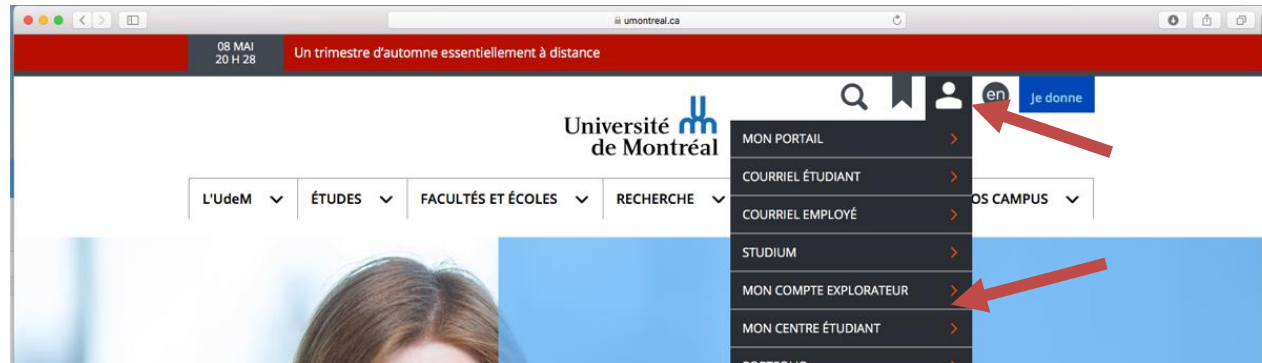 umontreal.ca
08 MAI
20 H 28
Un trimestre d'automne essentiellement à distance
en
Je donne
Université
de Montréal
MON PORTAIL
COURRIEL ÉTUDIANT
L'UdeM ÉTUDES FACULTÉS ET ÉCOLES RECHERCHE OS CAMPUS
COURRIEL EMPLOYÉ
STUDIUM
MON COMPTE EXPLORATEUR
MON CENTRE ÉTUDIANT